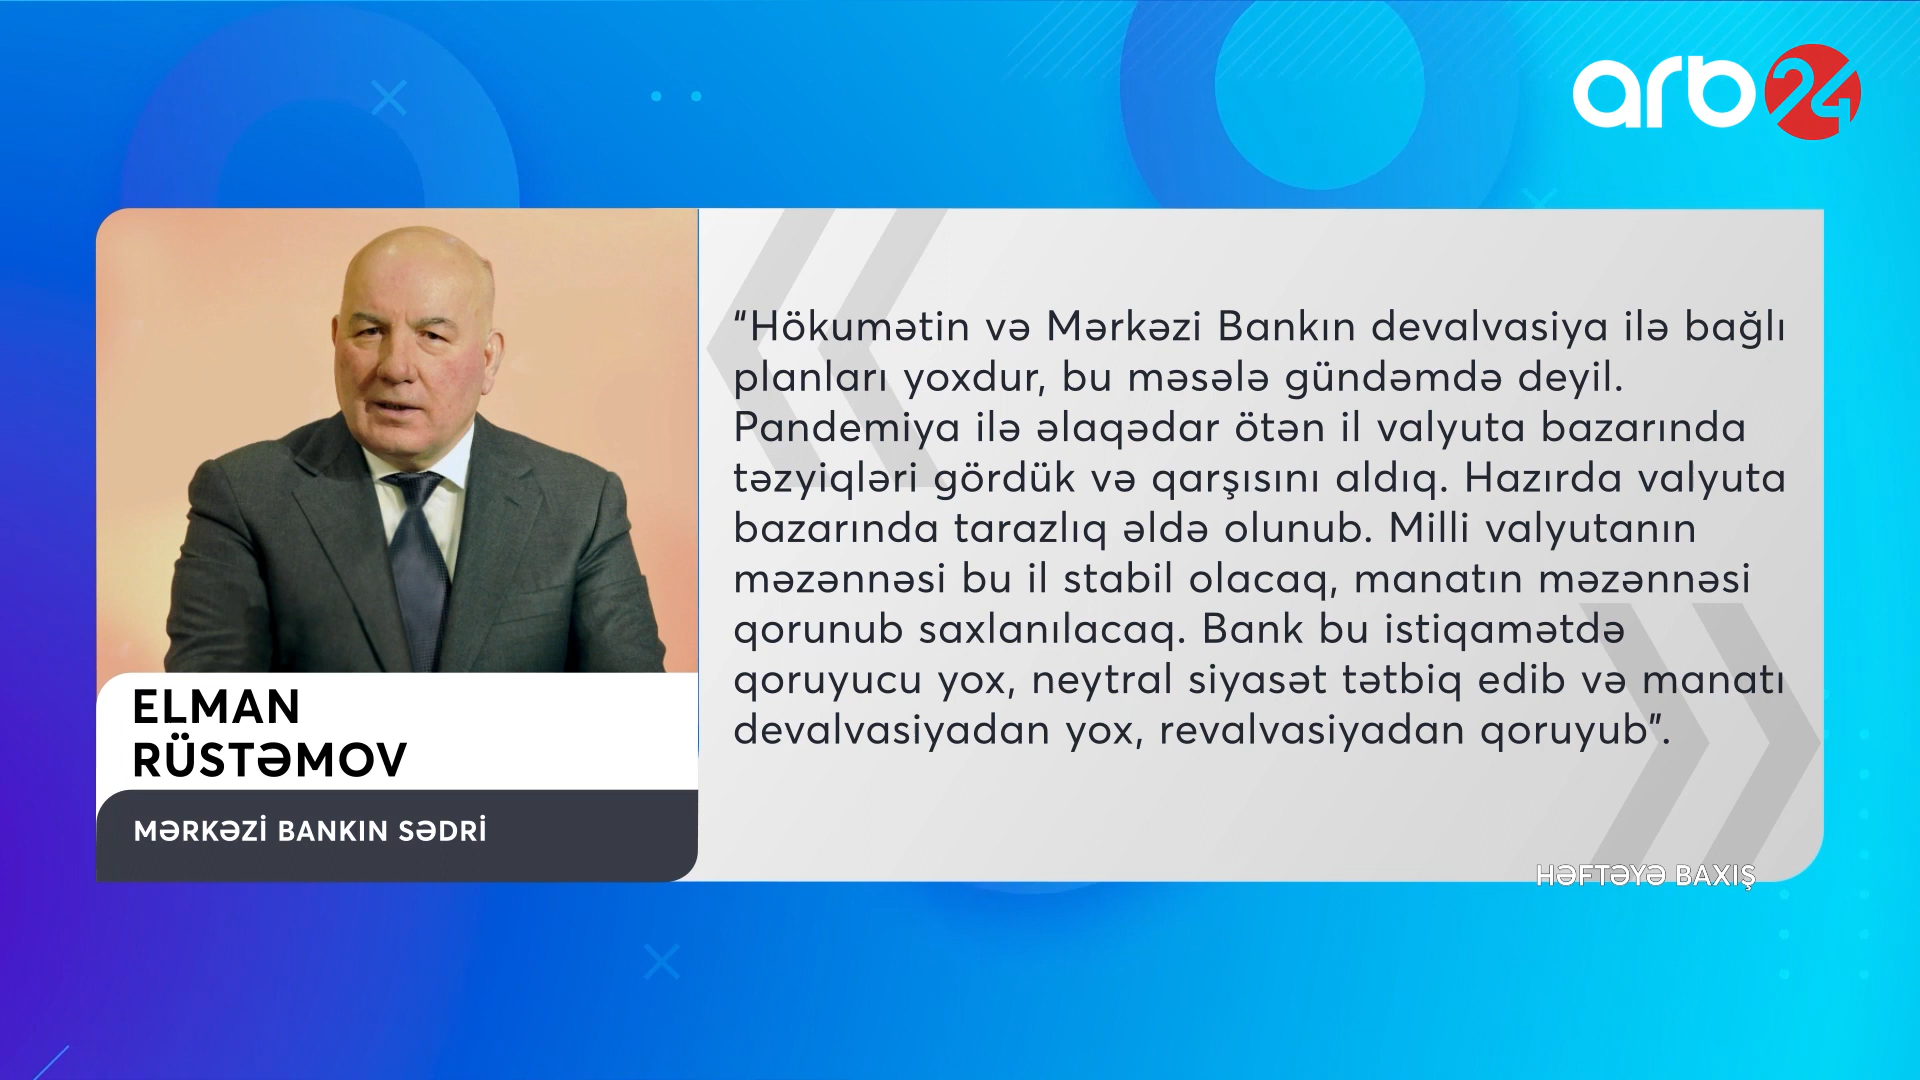 arb 24
“Hökumətin və Mərkəzi Bankın devalvasiya ilə bağlı
planları yoxdur, bu məsələ gündəmdə deyil.
Pandemiya ilə əlaqədar ötən il valyuta bazarında
təzyiqləri gördük və qarşısını aldıq. Hazırda valyuta
bazarında tarazlıq əldə olunub. Milli valyutanın
məzənnəsi bu il stabil olacaq, manatın məzənnəsi
qorunub saxlanılacaq. Bank bu istiqamətdə
qoruyucu yox, neytral siyasət tətbiq edib və manatı
devalvasiyadan yox, revalvasiyadan qoruyub”.
ELMAN
RÜSTƏMOV
MƏRKƏZİ BANKIN SƏDRİ
HƏFTƏYƏ BAXIŞ